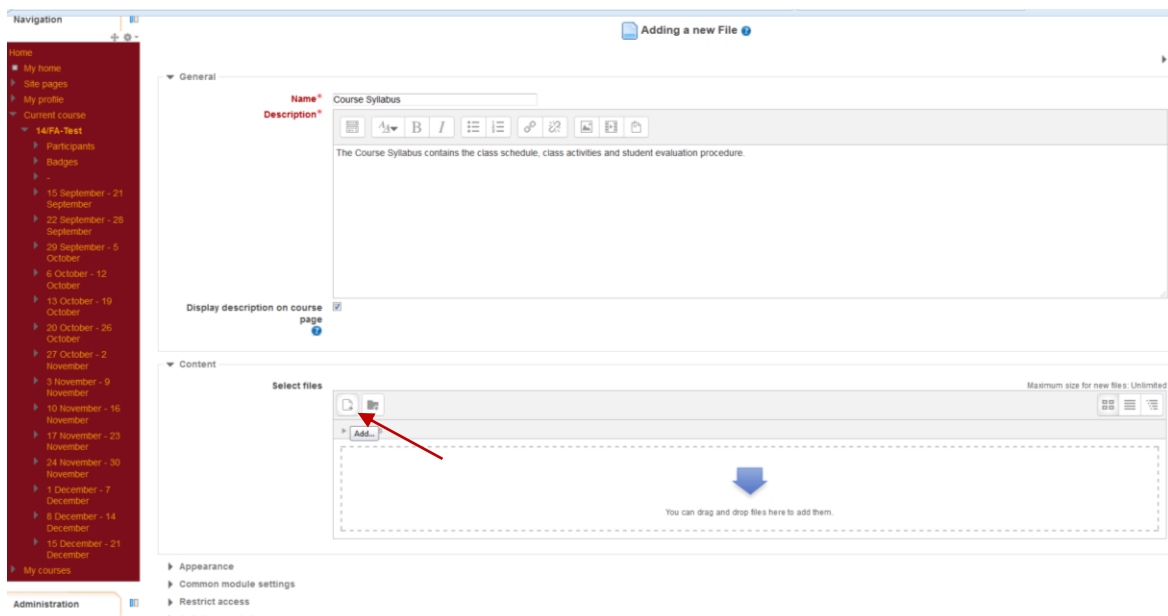 Navigation
Home
My home
Site pages
My profile
Current course
14/FA-Test
Participants
Badges
-
15 September - 21
September
22 September - 28
September
29 September - 5
October
6 October - 12
October
13 October - 19
October
20 October - 26
October
27 October - 2
November
3 November - 9
November
10 November - 16
November
17 November - 23
November
24 November - 30
November
1 December - 7
December
8 December - 14
December
15 December - 21
December
My courses
Administration
Adding a new File
General
Name*
Course Syllabus
Description*
B I
The Course Syllabus contains the class schedule, class activities and student evaluation procedure.
Display description on course
page
Content
Select files
Maximum size for new files: Unlimited
Add...
You can drag and drop files here to add them.
Appearance
Common module settings
Restrict access